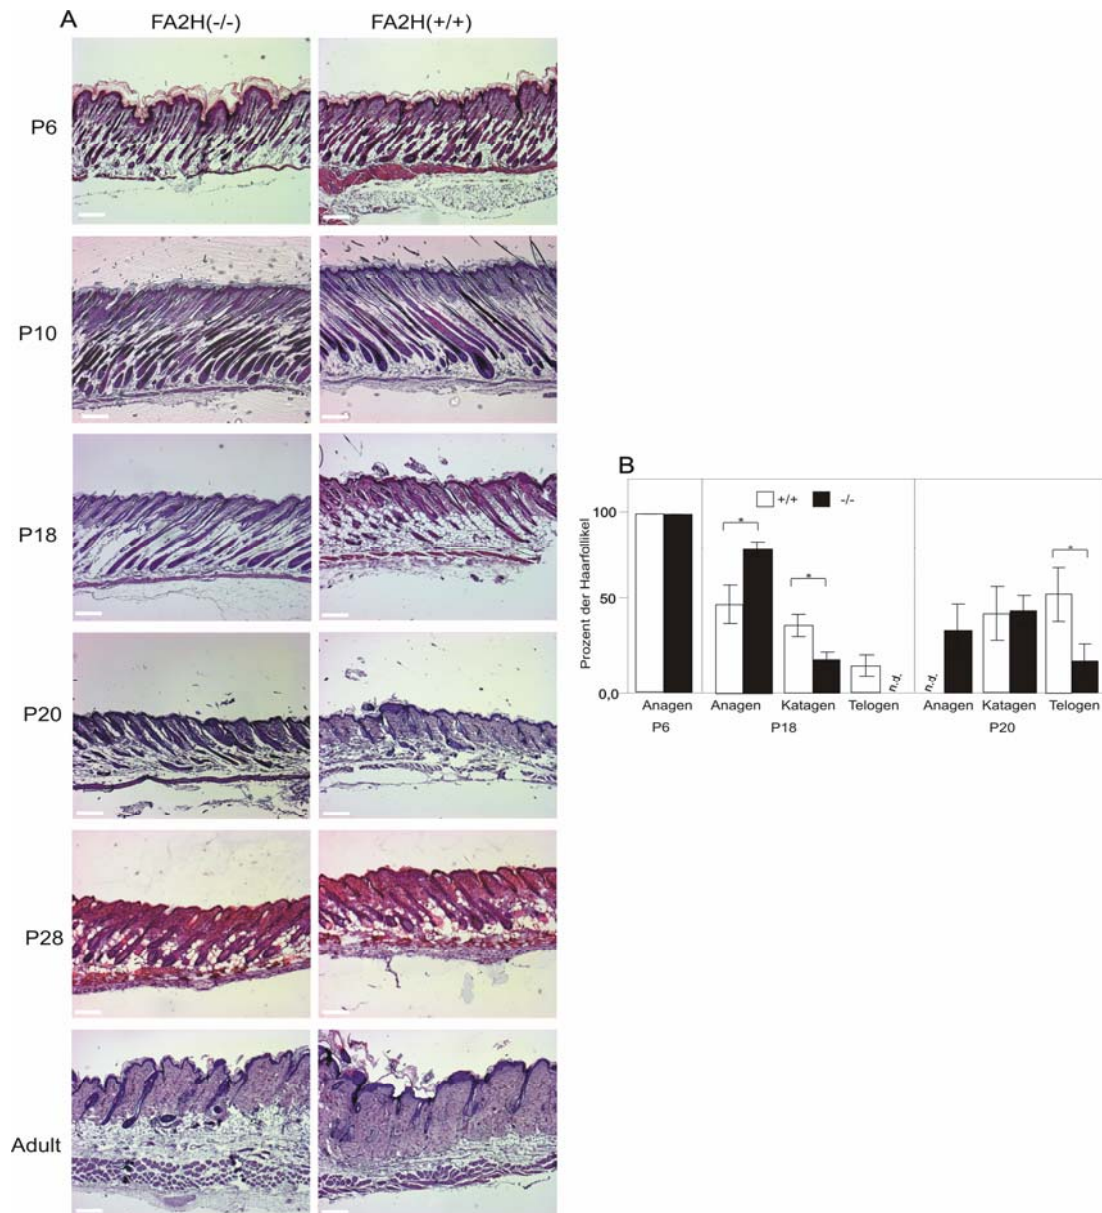 A
FA2H(-/-) FA2H(+/+)
P6
P10
P18
P20
P28
Adult
B
+/+ -/-
Prozent der Haarfollikel
100
50
0,0
* * *
n.d. n.d.
Anagen Anagen Katagen Telogen Anagen Katagen Telogen
P6 P18 P20